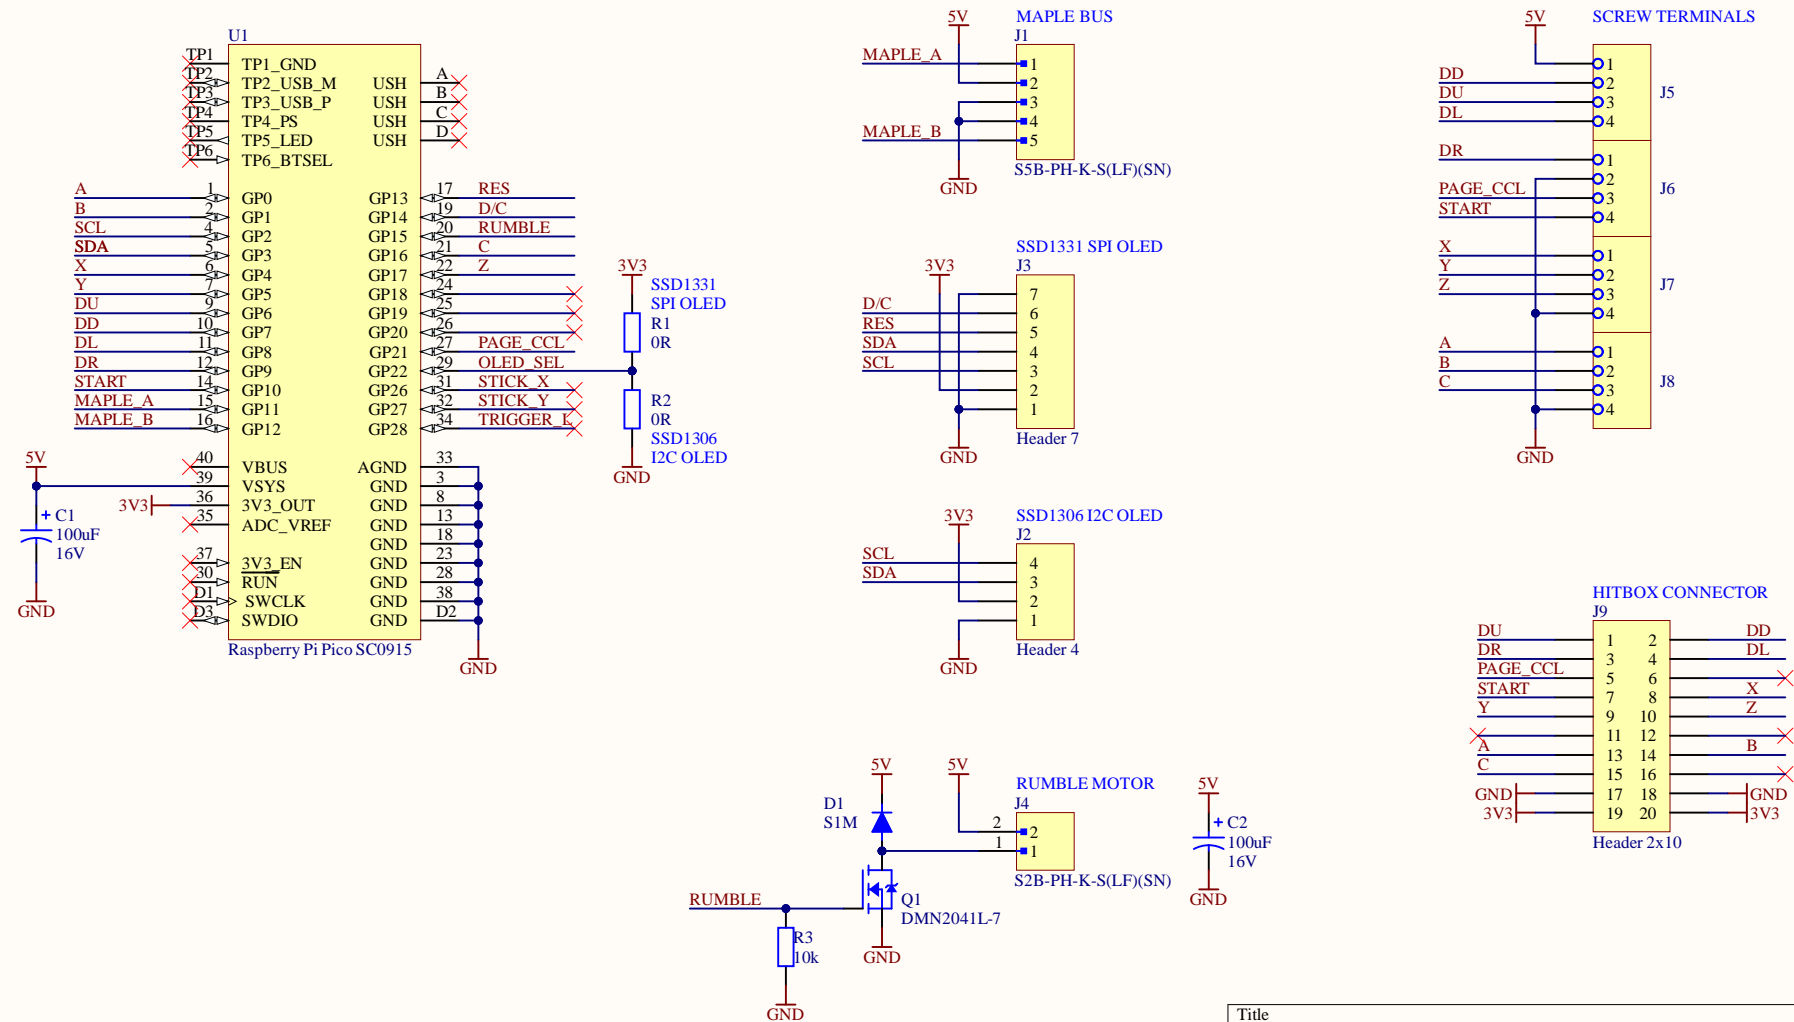 U1
TP1 TP1_GND
TP2 TP2_USB_M USH A
TP3 TP3_USB_P USH B
TP4 TP4_PS USH C
TP5 TP5_LED USH D
TP6 TP6_BTSEL
A 1 GP0 GP13 17 RES
B 2 GP1 GP14 19 D/C
SCL 4 GP2 GP15 20 RUMBLE
SDA 5 GP3 GP16 21 C
X 6 GP4 GP17 22 Z
Y 7 GP5 GP18 24
DU 9 GP6 GP19 25
DD 10 GP7 GP20 26
DL 11 GP8 GP21 27 PAGE_CCL
DR 12 GP9 GP22 29 OLED_SEL
START 14 GP10 GP26 31 STICK_X
MAPLE_A 15 GP11 GP27 32 STICK_Y
MAPLE_B 16 GP12 GP28 34 TRIGGER_L
40 VBUS AGND 33
39 VSYS GND 3
3V3 36 3V3_OUT GND 8
35 ADC_VREF GND 13
GND 18
37 3V3_EN GND 23
30 RUN GND 28
D1 SWCLK GND 38
D3 SWDIO GND D2
Raspberry Pi Pico SC0915
GND
5V
+ C1
100uF
16V
GND
3V3
SSD1331
SPI OLED
R1
0R
R2
0R
SSD1306
I2C OLED
GND
5V
MAPLE BUS
J1
MAPLE_A 1
2
3
4
MAPLE_B 5
S5B-PH-K-S(LF)(SN)
GND
SSD1331 SPI OLED
3V3 J3
7
D/C 6
RES 5
SDA 4
SCL 3
2
1
Header 7
GND
3V3 SSD1306 I2C OLED
J2
SCL 4
SDA 3
2
1
Header 4
GND
5V 5V
RUMBLE MOTOR
D1
S1M
J4
2 2
1 1
S2B-PH-K-S(LF)(SN)
RUMBLE
Q1
DMN2041L-7
R3
10k
GND
GND
5V
+ C2
100uF
16V
GND
5V SCREW TERMINALS
1
DD 2
J5
DU 3
DL 4
DR 1
2
J6
PAGE_CCL 3
START 4
X 1
Y 2
J7
Z 3
4
A 1
B 2
J8
C 3
4
GND
HITBOX CONNECTOR
J9
DU 1 2 DD
DR 3 4 DL
PAGE_CCL 5 6
START 7 8 X
Y 9 10 Z
11 12
A 13 14 B
C 15 16
GND 17 18 GND
3V3 19 20 3V3
Header 2x10
Title